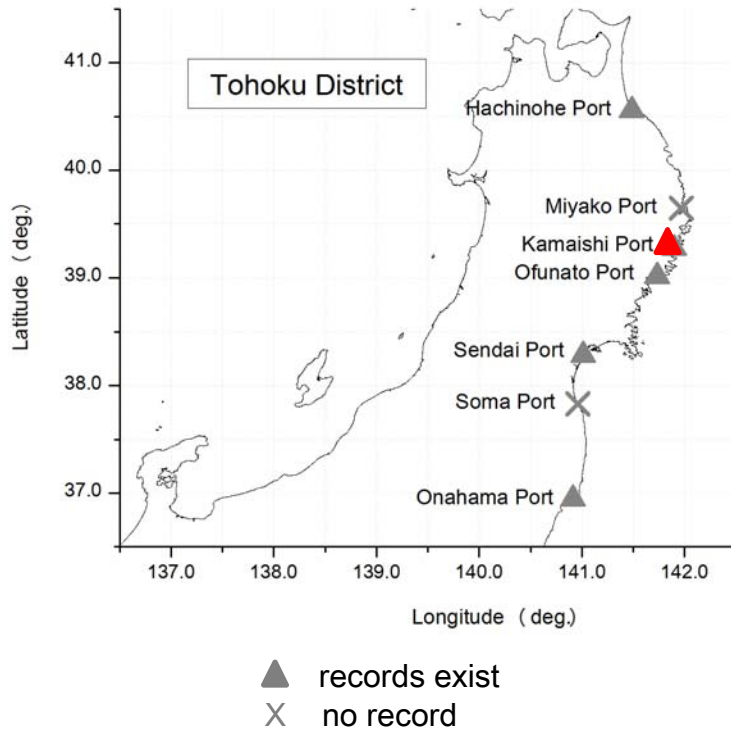 Tohoku District
41.0
40.0
39.0
38.0
37.0
Latitude ( deg.)
Hachinohe Port
Miyako Port
Kamaishi Port
Ofunato Port
Sendai Port
Soma Port
Onahama Port
137.0 138.0 139.0 140.0 141.0 142.0
Longitude ( deg.)
records exist
X no record